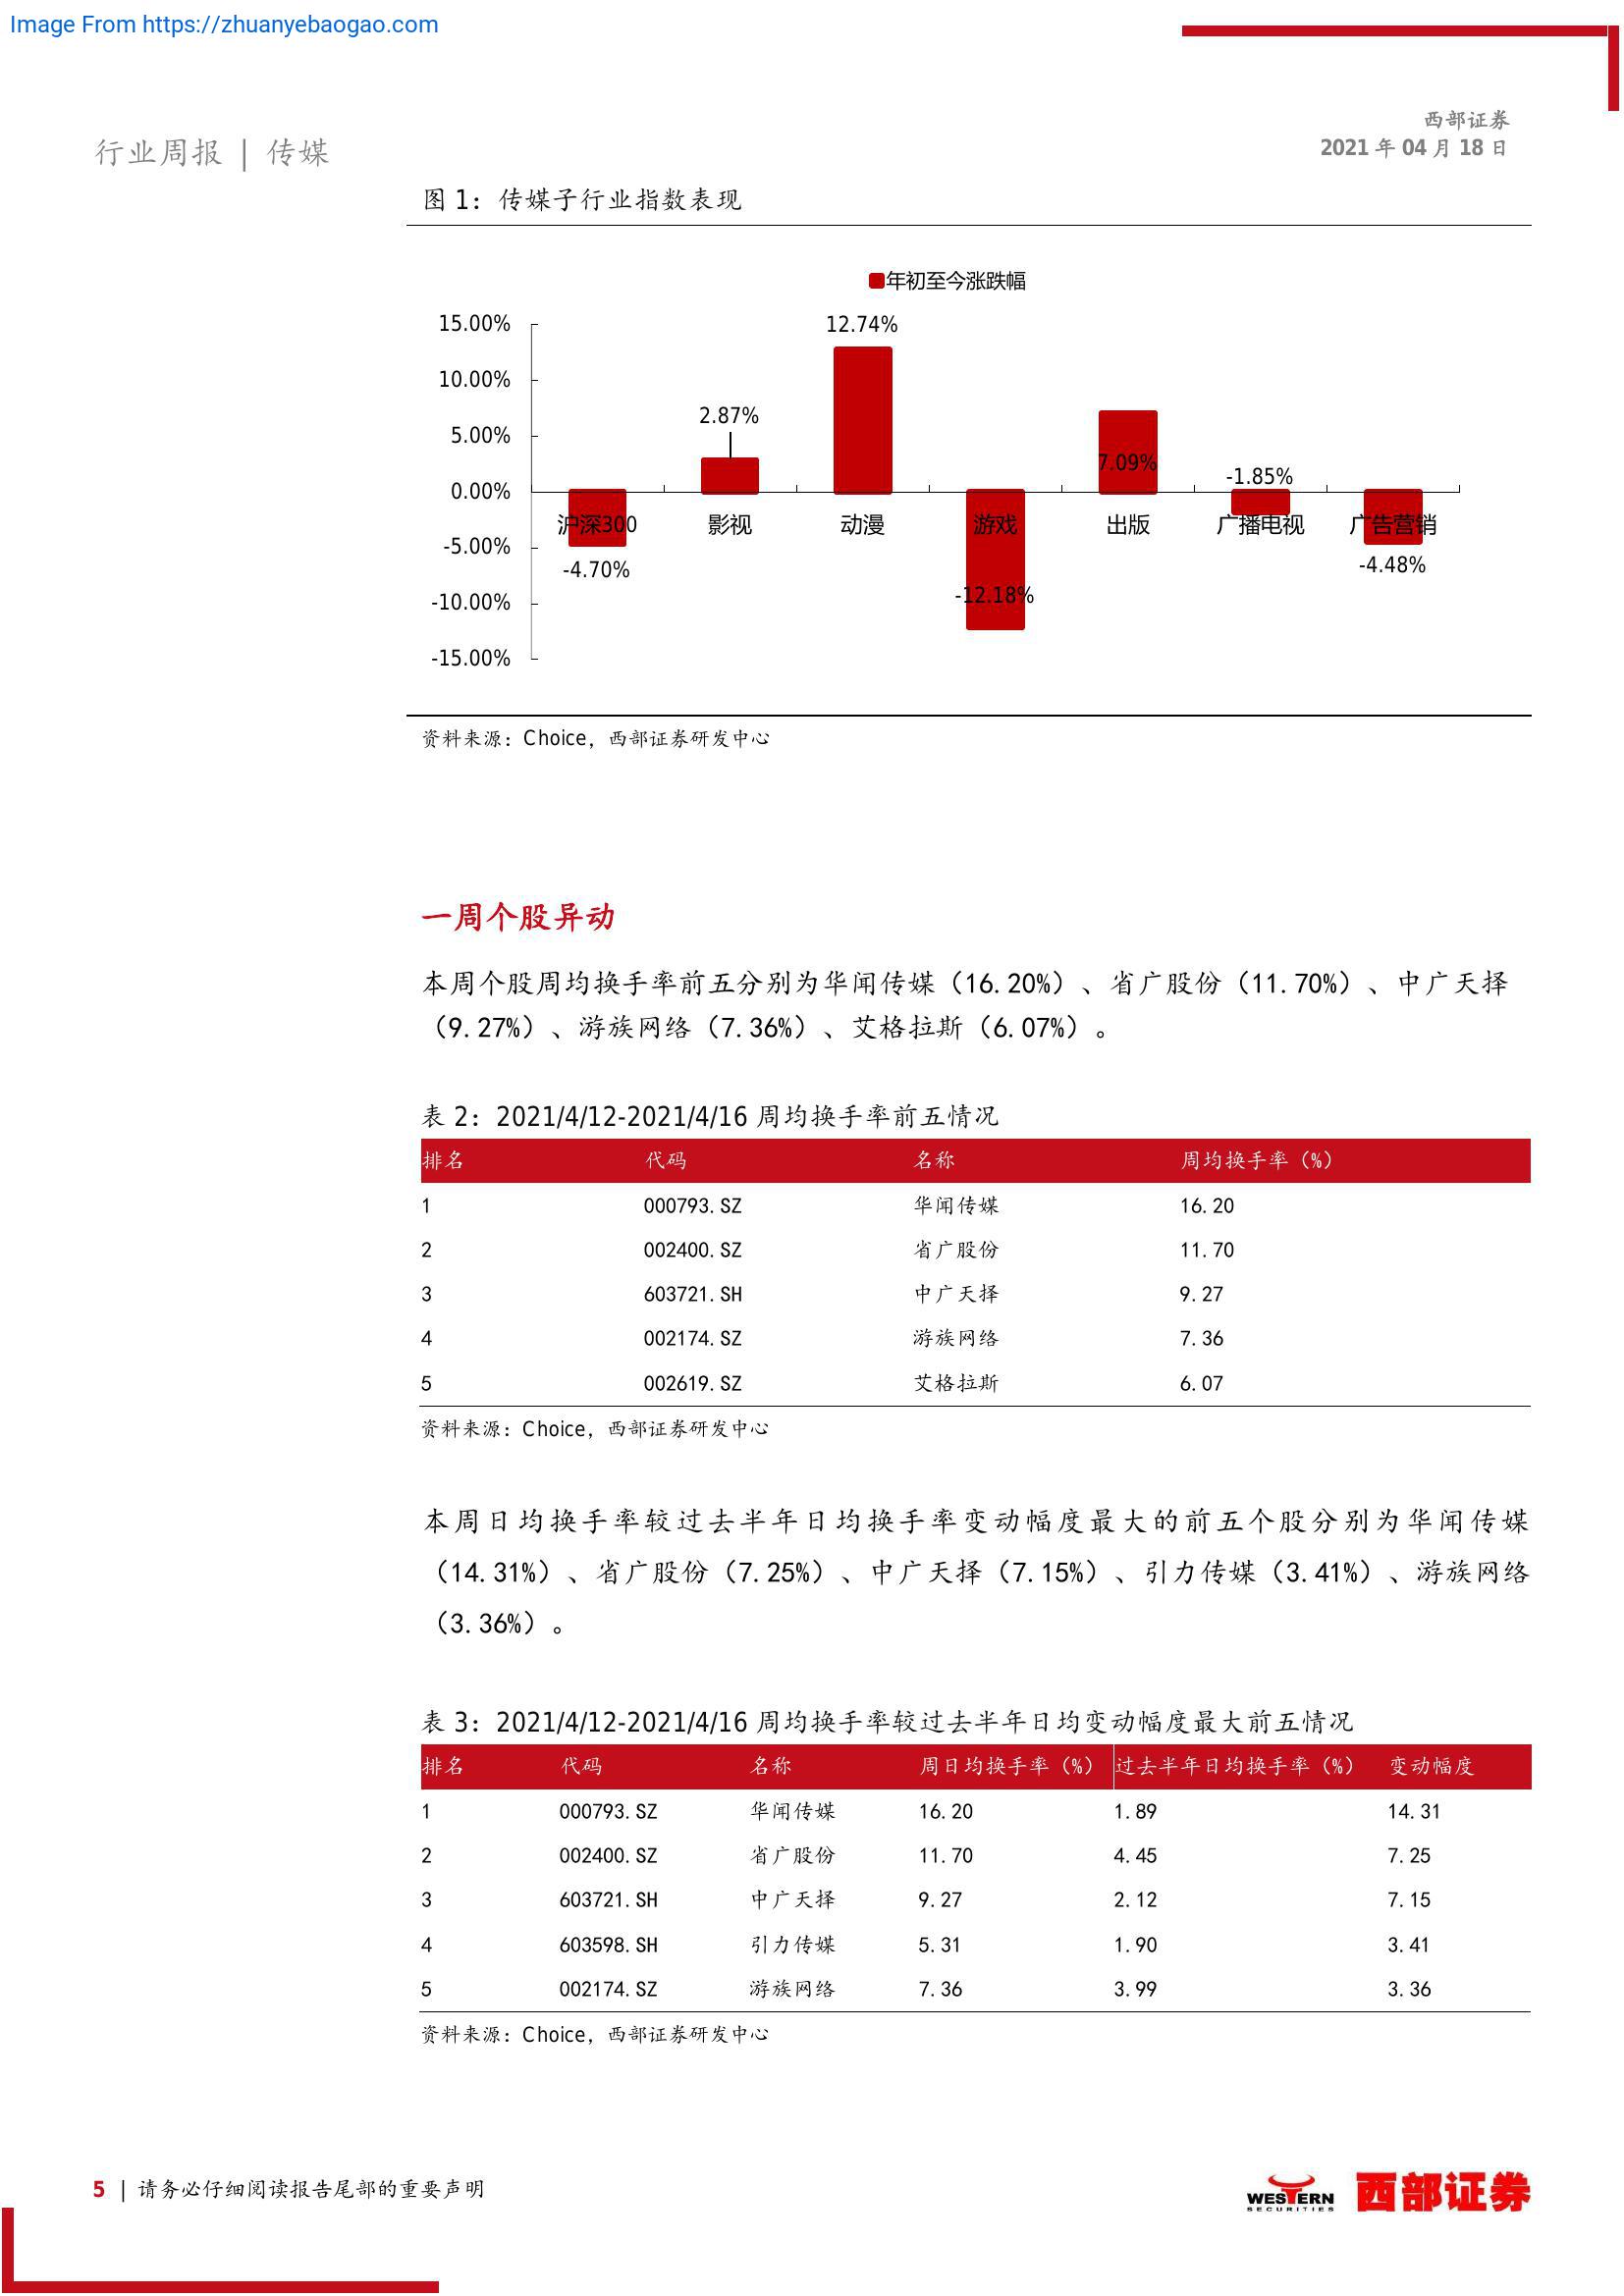 Image From https://zhuanyebaogao.com
西部证券
行业周报 | 传媒
2021 年 04 月 18 日
图 1：传媒子行业指数表现
年初至今涨跌幅
15.00%
10.00%
5.00%
0.00%
-5.00%
-10.00%
-15.00%
12.74%
2.87%
7.09%
-1.85%
沪深300 影视 动漫 游戏 出版 广播电视 广告营销
-4.70%
-12.18%
-4.48%
资料来源：Choice，西部证券研发中心
一周个股异动
本周个股周均换手率前五分别为华闻传媒（16.20%）、省广股份（11.70%）、中广天择
（9.27%）、游族网络（7.36%）、艾格拉斯（6.07%）。
表 2：2021/4/12-2021/4/16 周均换手率前五情况
排名 代码 名称 周均换手率（%）
1 000793.SZ 华闻传媒 16.20
2 002400.SZ 省广股份 11.70
3 603721.SH 中广天择 9.27
4 002174.SZ 游族网络 7.36
5 002619.SZ 艾格拉斯 6.07
资料来源：Choice，西部证券研发中心
本周日均换手率较过去半年日均换手率变动幅度最大的前五个股分别为华闻传媒
（14.31%）、省广股份（7.25%）、中广天择（7.15%）、引力传媒（3.41%）、游族网络
（3.36%）。
表 3：2021/4/12-2021/4/16 周均换手率较过去半年日均变动幅度最大前五情况
排名 代码 名称 周日均换手率（%） 过去半年日均换手率（%） 变动幅度
1 000793.SZ 华闻传媒 16.20 1.89 14.31
2 002400.SZ 省广股份 11.70 4.45 7.25
3 603721.SH 中广天择 9.27 2.12 7.15
4 603598.SH 引力传媒 5.31 1.90 3.41
5 002174.SZ 游族网络 7.36 3.99 3.36
资料来源：Choice，西部证券研发中心
5 | 请务必仔细阅读报告尾部的重要声明
WESTERN
SECURITIES
西部证券